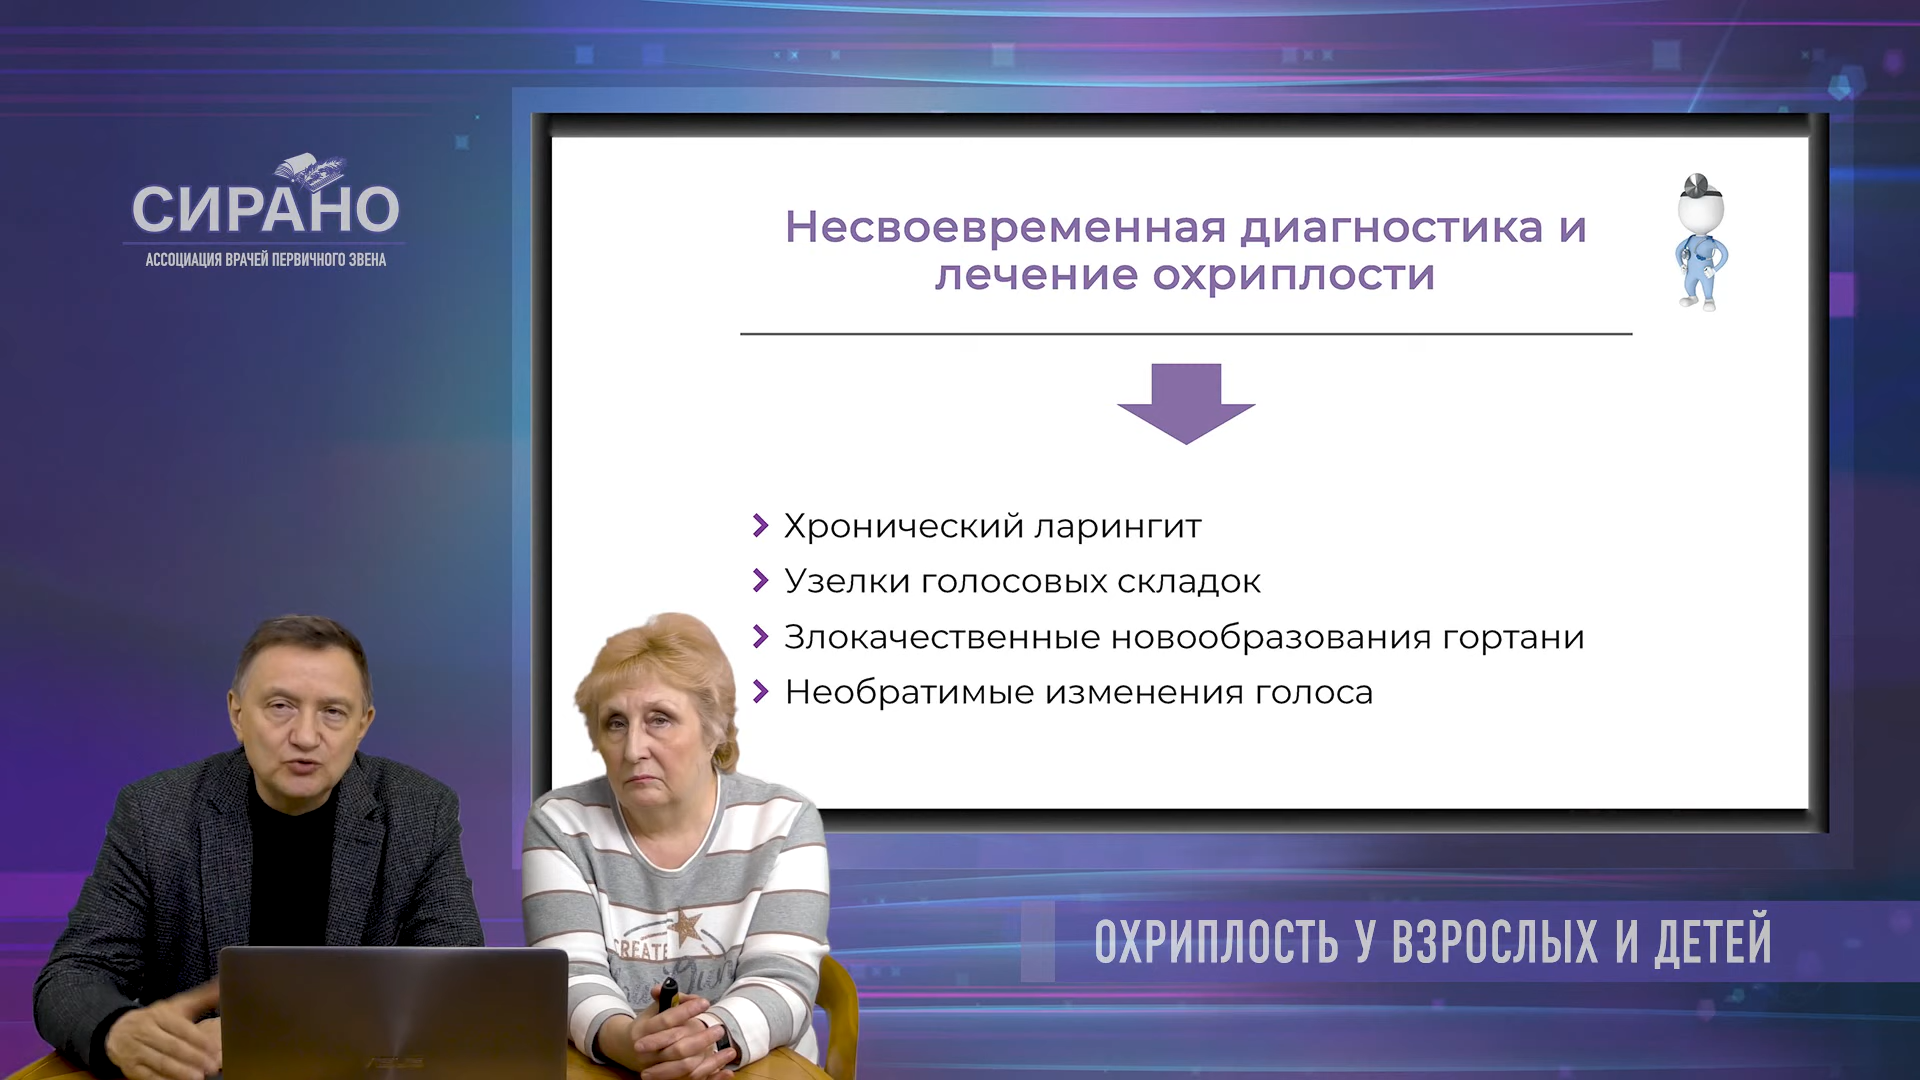 СИРАНО
АССОЦИАЦИЯ ВРАЧЕЙ ПЕРВИЧНОГО ЗВЕНА
Несвоевременная диагностика и
лечение охриплости
Хронический ларингит
Узелки голосовых складок
Злокачественные новообразования гортани
Необратимые изменения голоса
CREATE
ОХРИПЛОСТЬ У ВЗРОСЛЫХ И ДЕТЕЙ